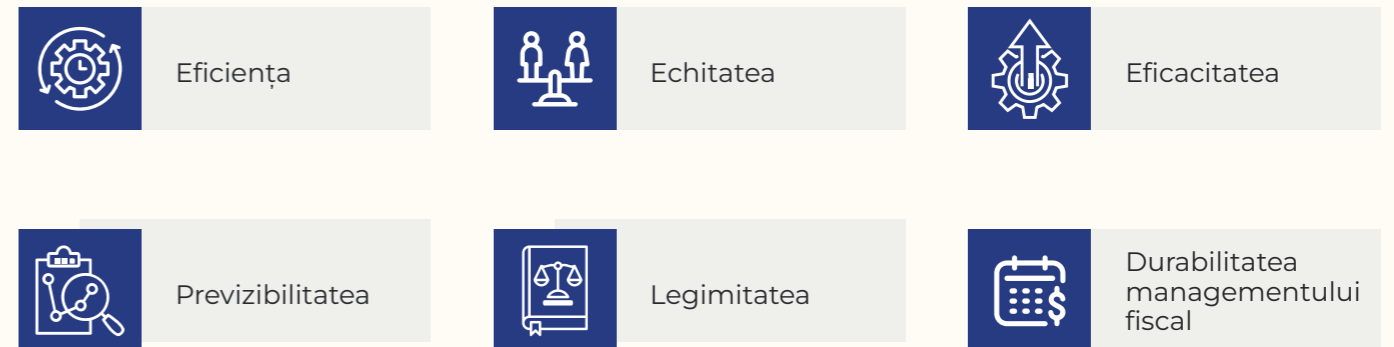 Eficiența
Echitatea
Eficacitatea
Previzibilitatea
Legimitatea
Durabilitatea
managementului
fiscal